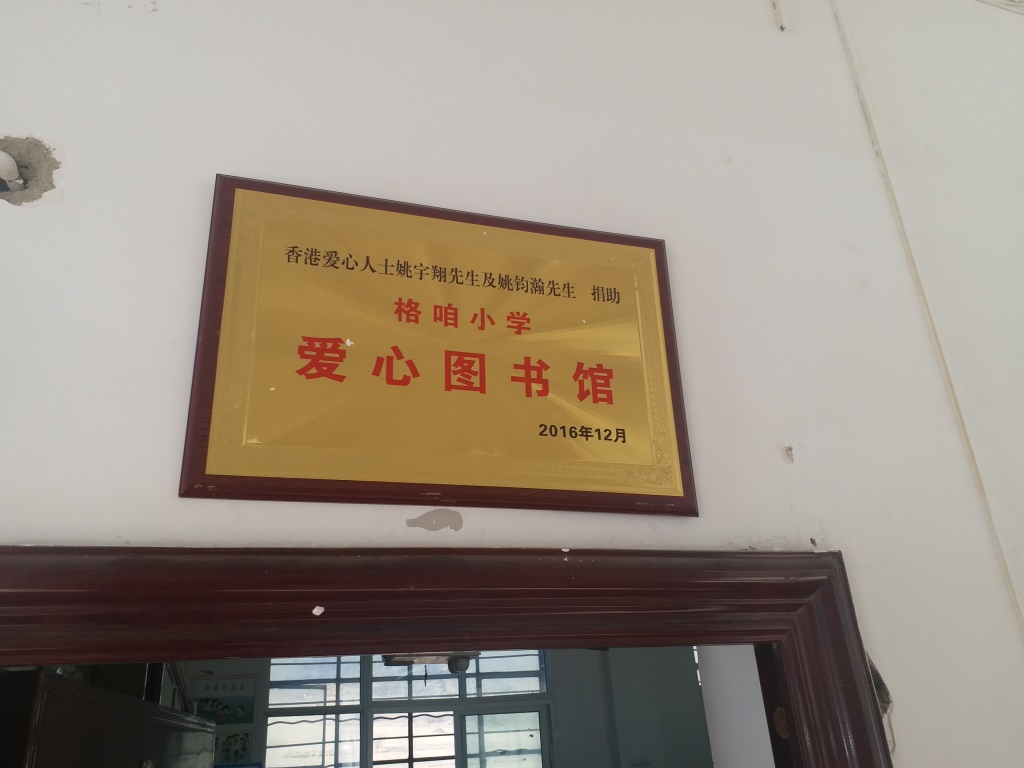 香港爱心人士姚宇翔先生及姚钧瀚先生 捐助
格咱小学
爱心图书馆
2016年12月